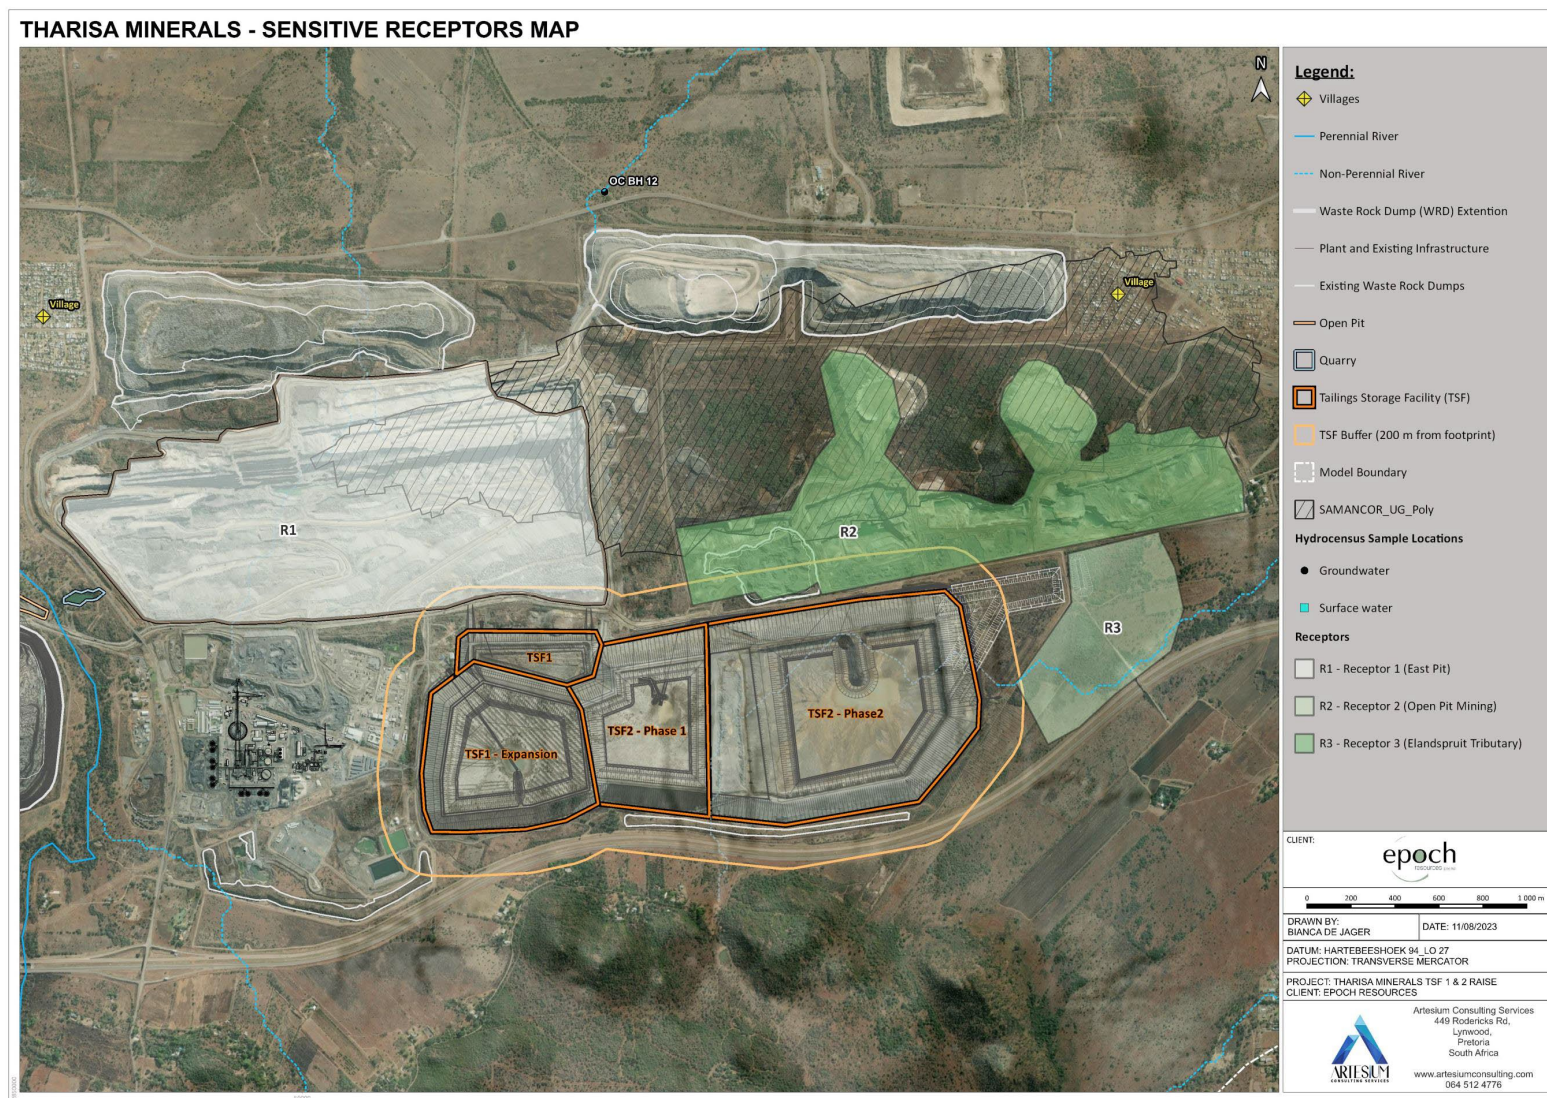 THARISA MINERALS - SENSITIVE RECEPTORS MAP
N
OC BH 12
Village
Village
R1
R2
R3
TSF1
TSF1 - Expansion
TSF2 - Phase 1
TSF2 - Phase2
Legend:
Villages
Perennial River
Non-Perennial River
Waste Rock Dump (WRD) Extention
Plant and Existing Infrastructure
Existing Waste Rock Dumps
Open Pit
Quarry
Tailings Storage Facility (TSF)
TSF Buffer (200 m from footprint)
Model Boundary
SAMANCOR_UG_Poly
Hydrocensus Sample Locations
Groundwater
Surface water
Receptors
R1 - Receptor 1 (East Pit)
R2 - Receptor 2 (Open Pit Mining)
R3 - Receptor 3 (Elandspruit Tributary)
CLIENT:
epoch
resources
0 200 400 600 800 1 000 m
DRAWN BY:
BIANCA DE JAGER
DATE: 11/08/2023
DATUM: HARTEBEESHOEK 94_LO 27
PROJECTION: TRANSVERSE MERCATOR
PROJECT: THARISA MINERALS TSF 1 & 2 RAISE
CLIENT: EPOCH RESOURCES
ARTESIUM
CONSULTING SERVICES
Artesium Consulting Services
449 Rodericks Rd,
Lynwood,
Pretoria
South Africa
www.artesiumconsulting.com
064 512 4776